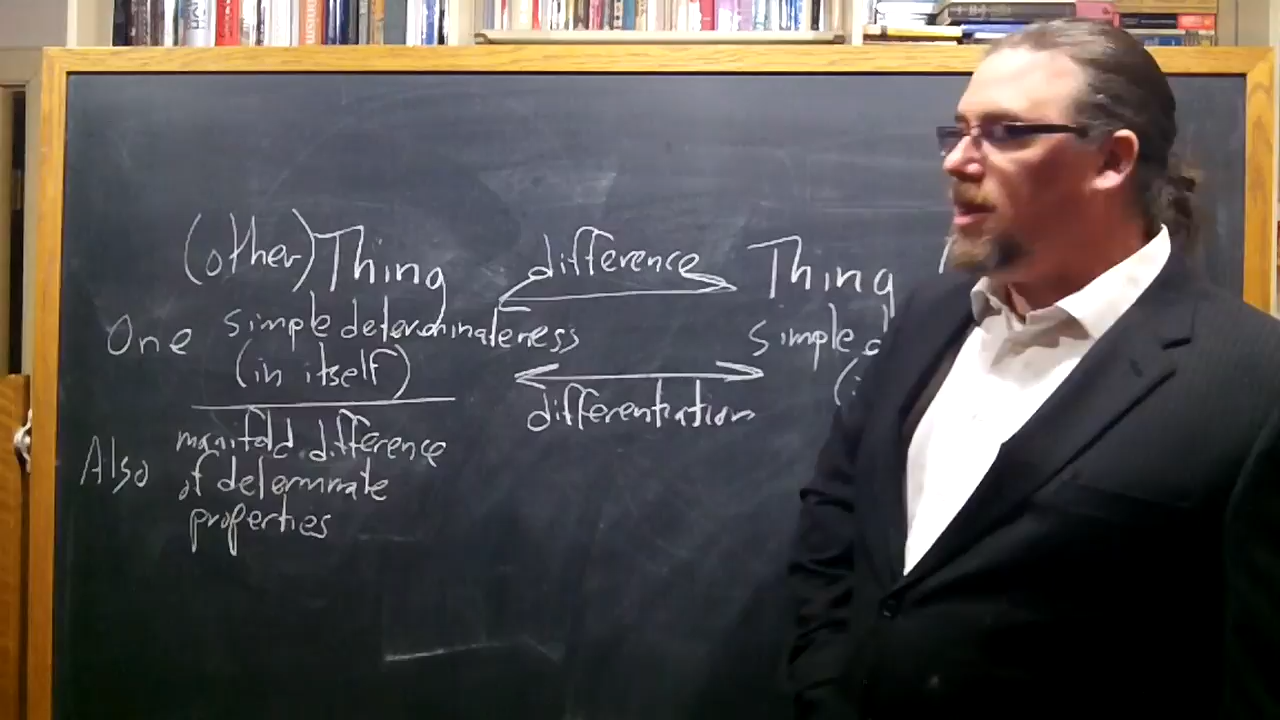 (other) Thing difference Thing
One simple determinateness simple d
(in itself) (i
differentiation
manifold difference
Also of determinate
properties